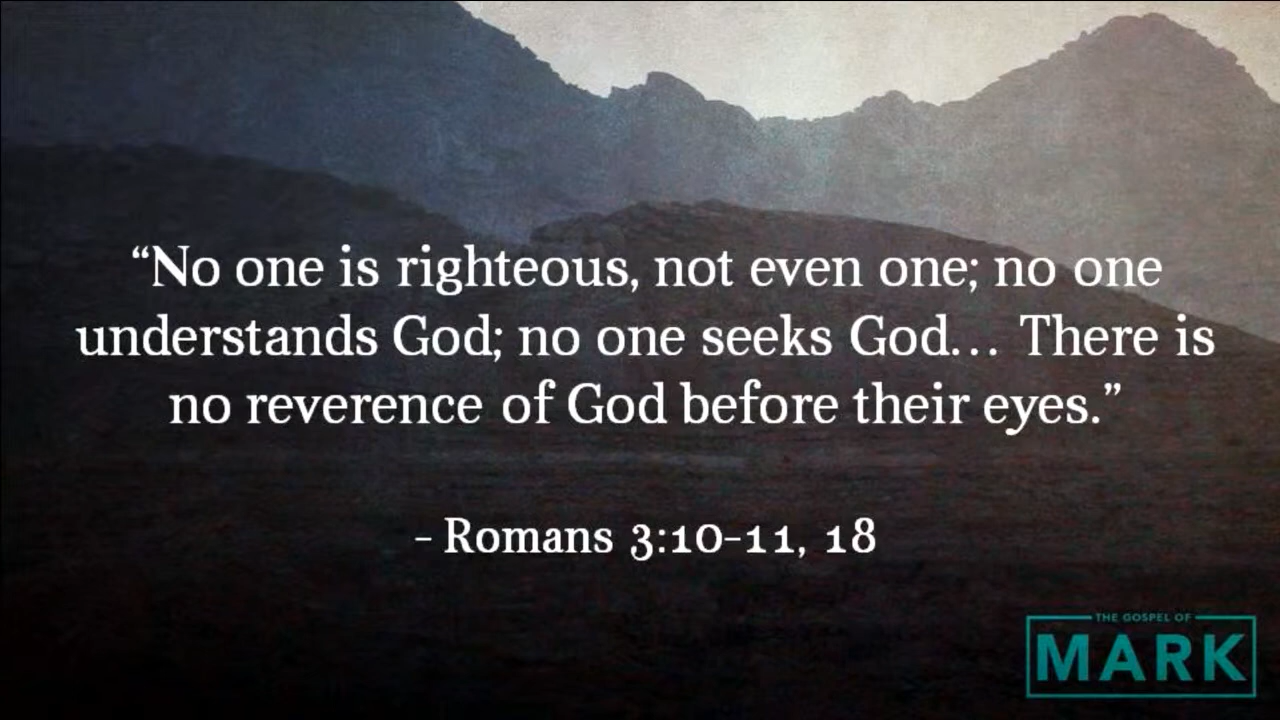 “No one is righteous, not even one; no one
understands God; no one seeks God… There is
no reverence of God before their eyes.”
- Romans 3:10-11, 18
THE GOSPEL OF
MARK